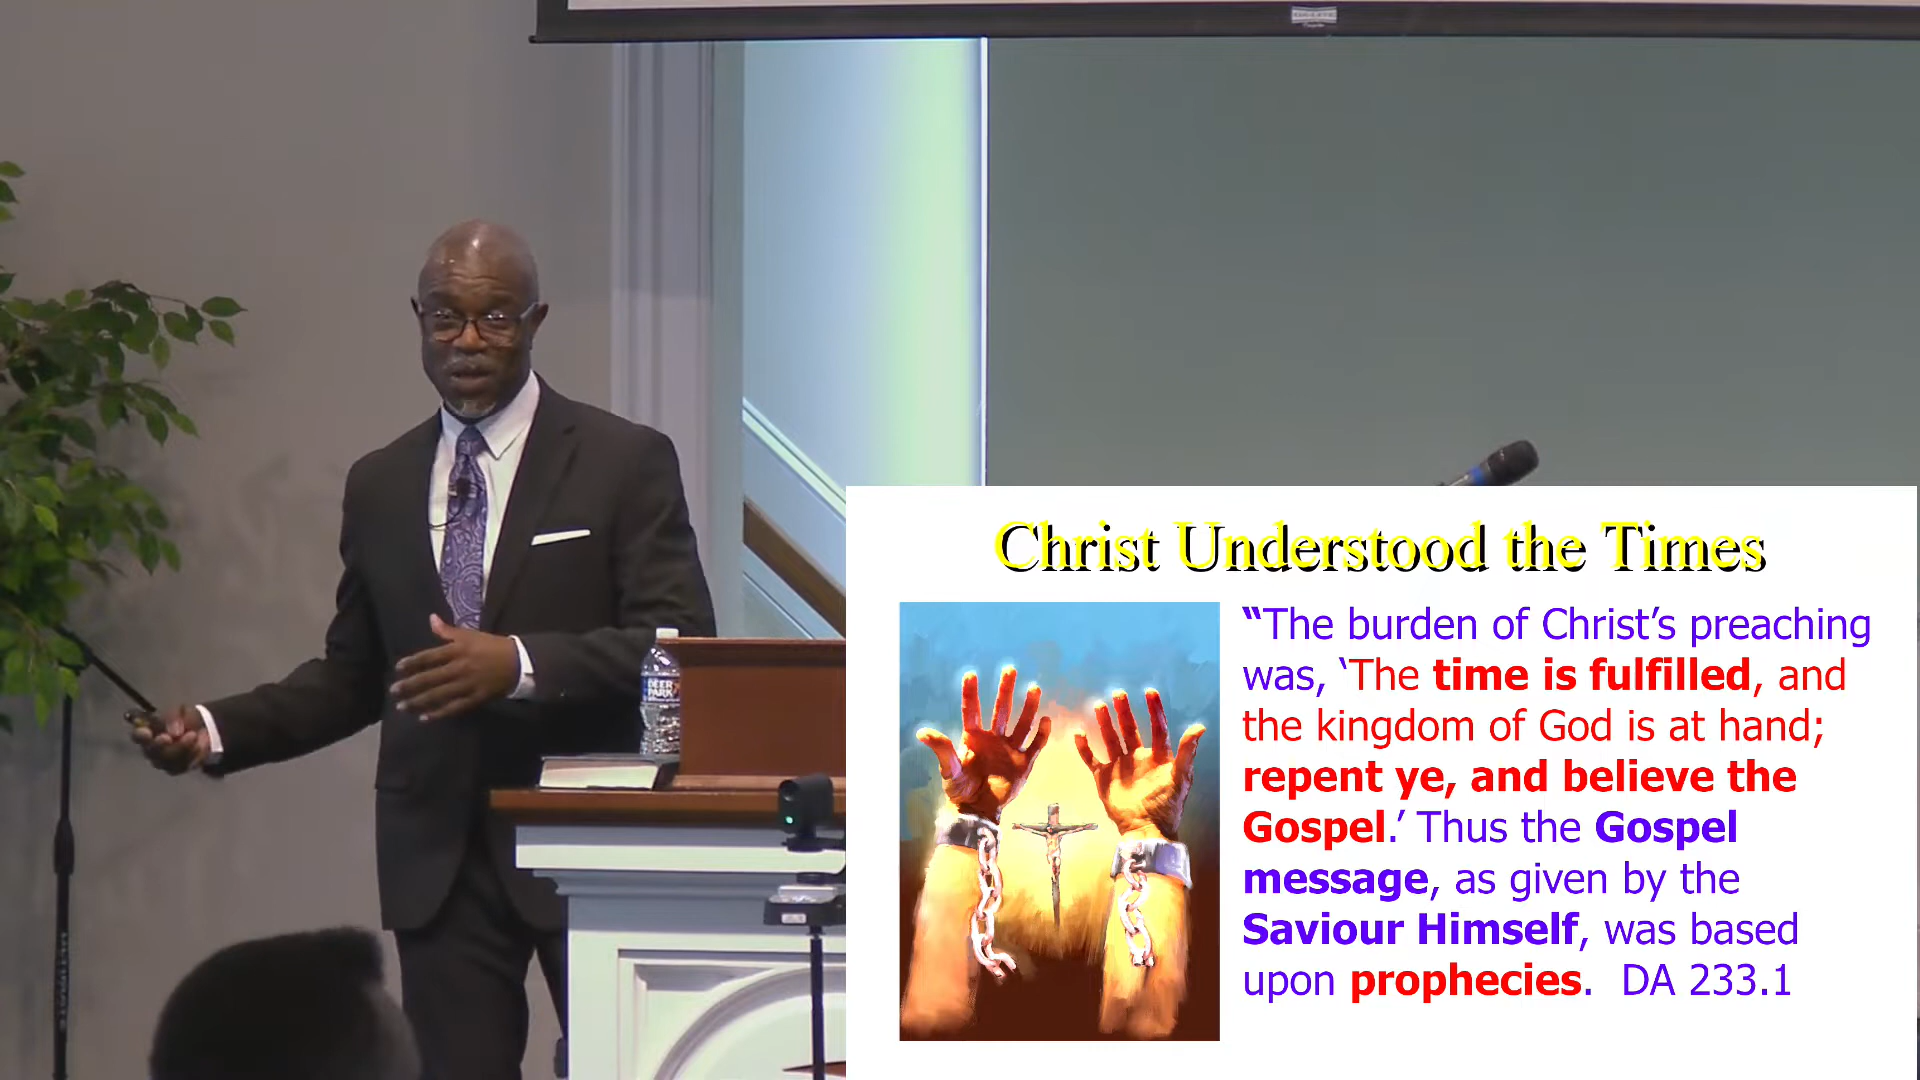 DEER
PARK
Christ Understood the Times
“The burden of Christ’s preaching
was, ‘The time is fulfilled, and
the kingdom of God is at hand;
repent ye, and believe the
Gospel.’ Thus the Gospel
message, as given by the
Saviour Himself, was based
upon prophecies.  DA 233.1